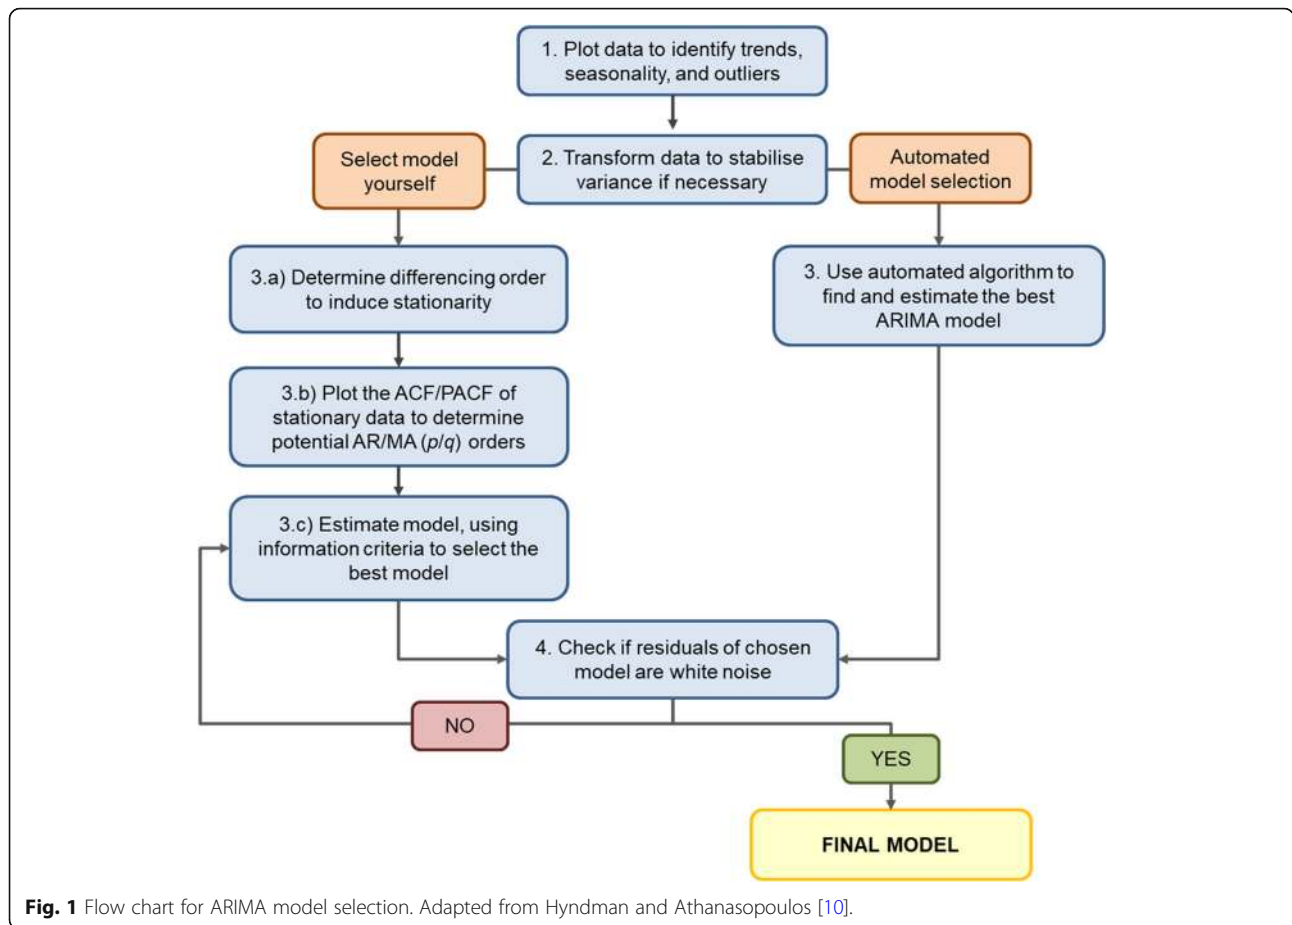 1. Plot data to identify trends,
seasonality, and outliers
Select model
yourself
2. Transform data to stabilise
variance if necessary
Automated
model selection
3.a) Determine differencing order
to induce stationarity
3. Use automated algorithm to
find and estimate the best
ARIMA model
3.b) Plot the ACF/PACF of
stationary data to determine
potential AR/MA (p/q) orders
3.c) Estimate model, using
information criteria to select the
best model
4. Check if residuals of chosen
model are white noise
NO
YES
FINAL MODEL
Fig. 1 Flow chart for ARIMA model selection. Adapted from Hyndman and Athanasopoulos [10].